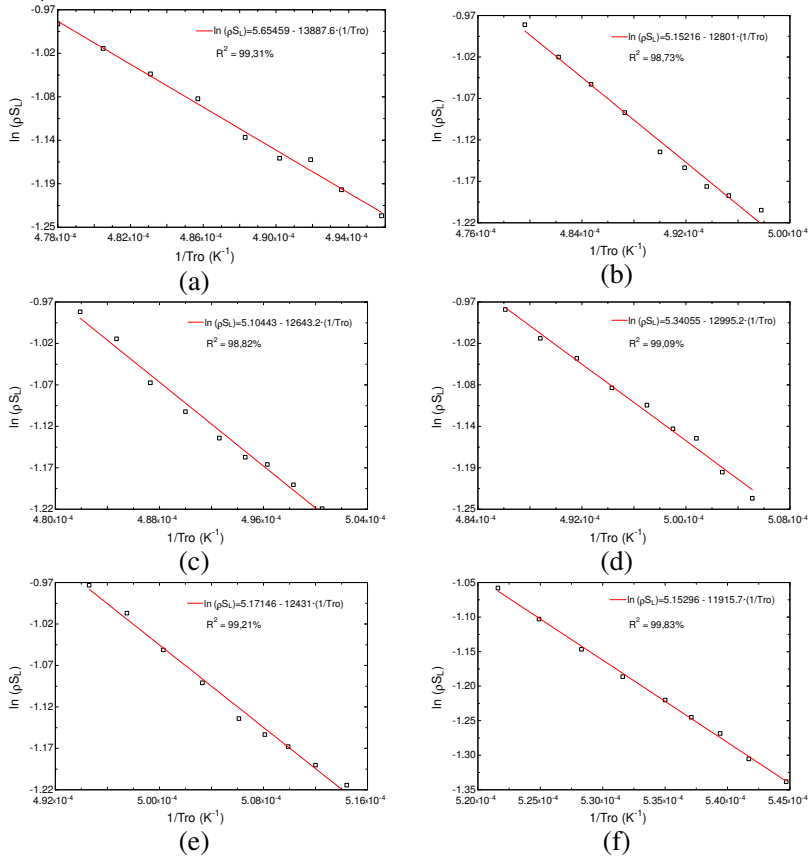 -0.97
-1.02
-1.08
-1.14
-1.19
-1.25
ln (ρS_L)
ln (ρS_L)=5.65459 - 13887.6·(1/Tro)
R² = 99,31%
4.78x10⁻⁴
4.82x10⁻⁴
4.86x10⁻⁴
4.90x10⁻⁴
4.94x10⁻⁴
1/Tro (K⁻¹)
(a)
-0.97
-1.02
-1.07
-1.12
-1.17
-1.22
ln (ρS_L)
ln (ρS_L)=5.15216 - 12801·(1/Tro)
R² = 98,73%
4.76x10⁻⁴
4.84x10⁻⁴
4.92x10⁻⁴
5.00x10⁻⁴
1/Tro (K⁻¹)
(b)
-0.97
-1.02
-1.07
-1.12
-1.17
-1.22
ln (ρS_L)
ln (ρS_L)=5.10443 - 12643.2·(1/Tro)
R² = 98,82%
4.80x10⁻⁴
4.88x10⁻⁴
4.96x10⁻⁴
5.04x10⁻⁴
1/Tro (K⁻¹)
(c)
-0.97
-1.02
-1.08
-1.14
-1.19
-1.25
ln (ρS_L)
ln (ρS_L)=5.34055 - 12995.2·(1/Tro)
R² = 99,09%
4.84x10⁻⁴
4.92x10⁻⁴
5.00x10⁻⁴
5.08x10⁻⁴
1/Tro (K⁻¹)
(d)
-0.97
-1.02
-1.07
-1.12
-1.17
-1.22
ln (ρS_L)
ln (ρS_L)=5.17146 - 12431·(1/Tro)
R² = 99,21%
4.92x10⁻⁴
5.00x10⁻⁴
5.08x10⁻⁴
5.16x10⁻⁴
1/Tro (K⁻¹)
(e)
-1.05
-1.10
-1.15
-1.20
-1.25
-1.30
-1.35
ln (ρS_L)
ln (ρS_L)=5.15296 - 11915.7·(1/Tro)
R² = 99,83%
5.20x10⁻⁴
5.25x10⁻⁴
5.30x10⁻⁴
5.35x10⁻⁴
5.40x10⁻⁴
5.45x10⁻⁴
1/Tro (K⁻¹)
(f)